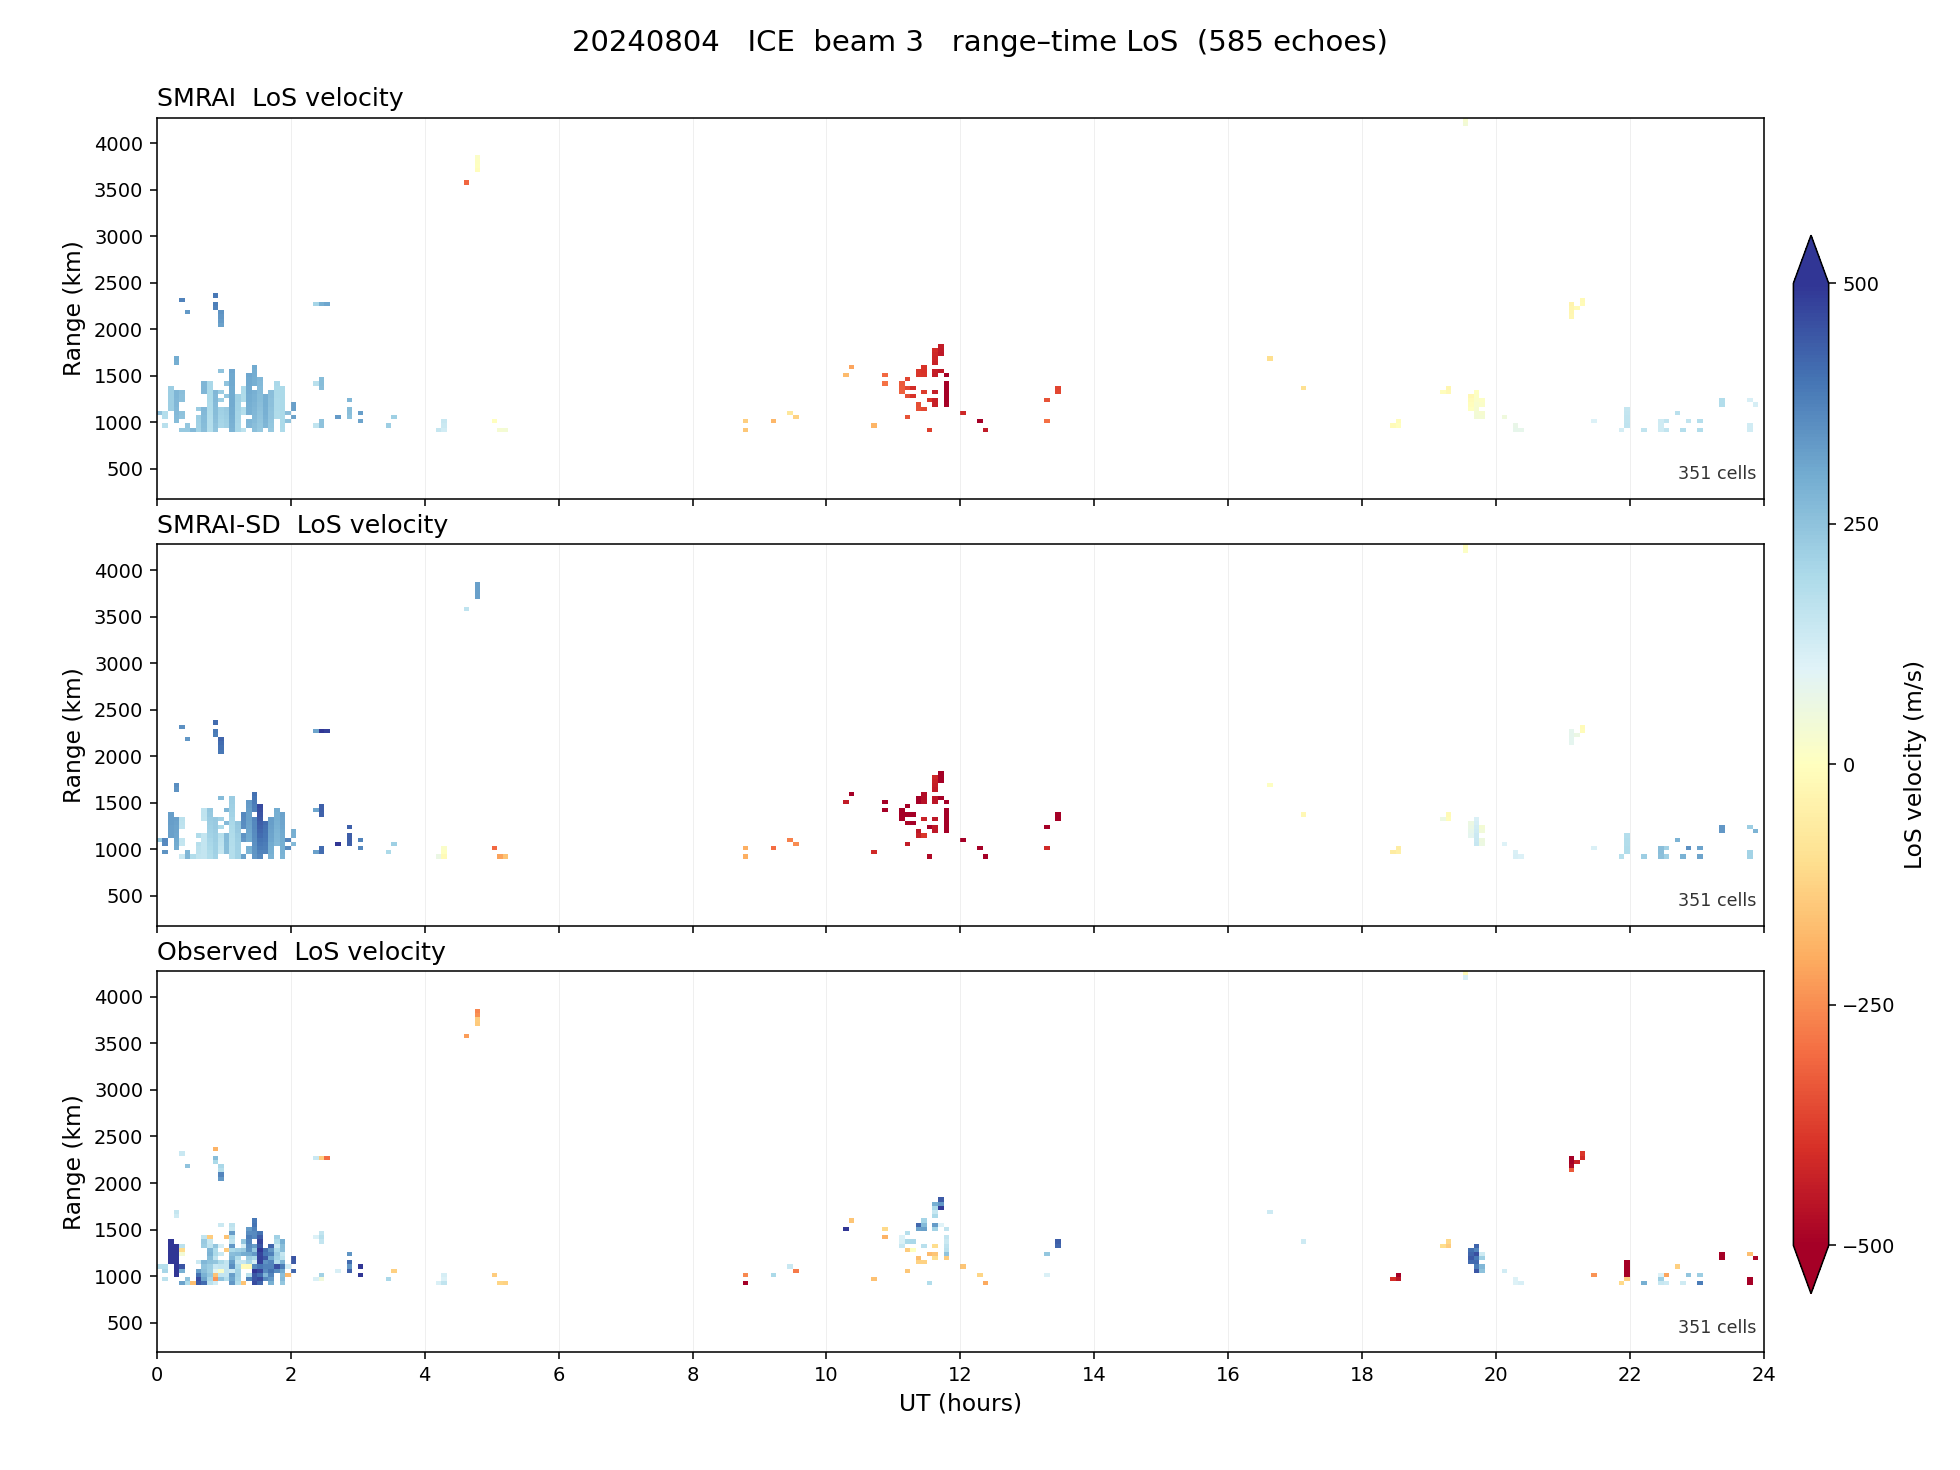 20240804   ICE  beam 3   range–time LoS  (585 echoes)
SMRAI  LoS velocity
4000
3500
3000
2500
2000
1500
1000
500
Range (km)
351 cells
SMRAI-SD  LoS velocity
4000
3500
3000
2500
2000
1500
1000
500
Range (km)
351 cells
Observed  LoS velocity
4000
3500
3000
2500
2000
1500
1000
500
Range (km)
351 cells
0 2 4 6 8 10 12 14 16 18 20 22 24
UT (hours)
500
250
0
−250
−500
LoS velocity (m/s)